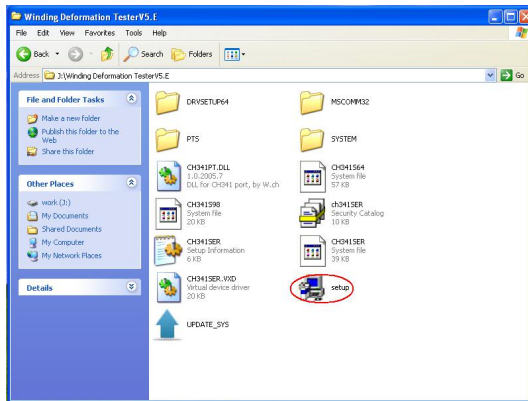 Winding Deformation TesterV5.E
File Edit View Favorites Tools Help
Back Search Folders
Address J:\Winding Deformation TesterV5.E Go
File and Folder Tasks
Make a new folder
Publish this folder to the
Web
Share this folder
Other Places
work (J:)
My Documents
Shared Documents
My Computer
My Network Places
Details
DRVSETUP64
MSCOMM32
PTS
SYSTEM
CH341PT.DLL
1.0.2005.7
DLL for CH341 port, by W.ch
CH341S64
System file
57 KB
CH341S98
System file
20 KB
ch341SER
Security Catalog
10 KB
CH341SER
Setup Information
6 KB
CH341SER
System file
39 KB
CH341SER.VXD
Virtual device driver
20 KB
setup
UPDATE_SYS